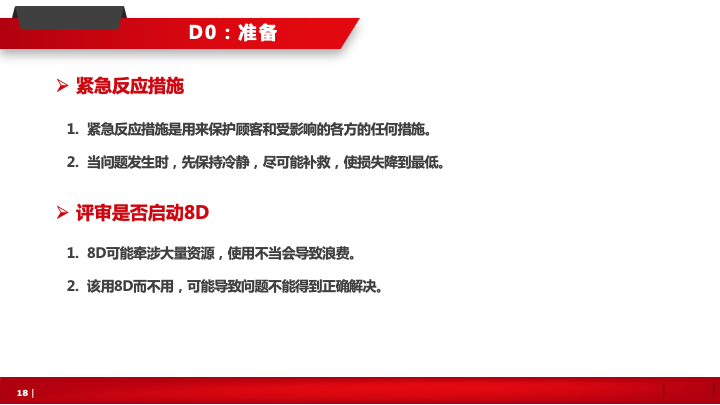 D0：准备
紧急反应措施
1. 紧急反应措施是用来保护顾客和受影响的各方的任何措施。
2. 当问题发生时，先保持冷静，尽可能补救，使损失降到最低。
评审是否启动8D
1. 8D可能牵涉大量资源，使用不当会导致浪费。
2. 该用8D而不用，可能导致问题不能得到正确解决。
18 |